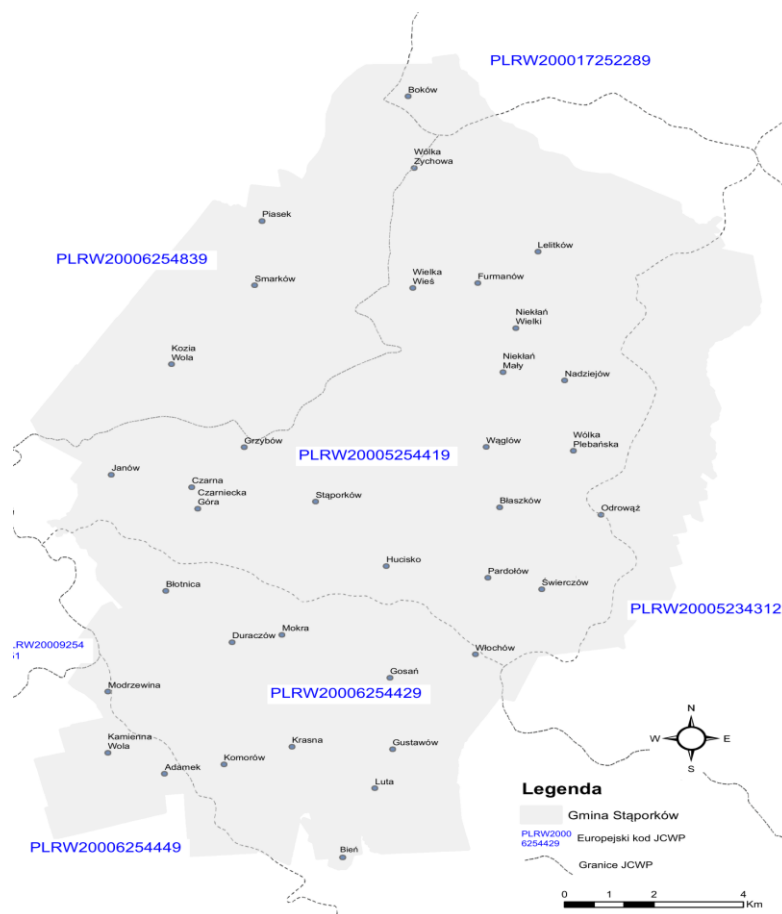 PLRW200017252289
Boków
Wólka
Zychowa
Piasek
Lelitków
PLRW20006254839
Wielka
Wieś
Furmanów
Smarków
Niekłań
Wielki
Kozia
Wola
Niekłań
Mały
Nadziejów
Grzybów
PLRW20005254419
Wąglów
Wólka
Plebańska
Janów
Czarna
Czarniecka
Góra
Stąporków
Błaszków
Odrowąż
Hucisko
Pardołów
Świerczów
Błotnica
PLRW20005234312
Mokra
Duraczów
LRW20009254
51
Włochów
Gosań
Modrzewina
PLRW20006254429
Kamienna
Wola
Krasna
Gustawów
Komorów
Adamek
Luta
N
W
E
S
Legenda
Gmina Stąporków
PLRW2000
6254429
Europejski kod JCWP
Granice JCWP
PLRW20006254449
Bień
0 1 2 4
Km